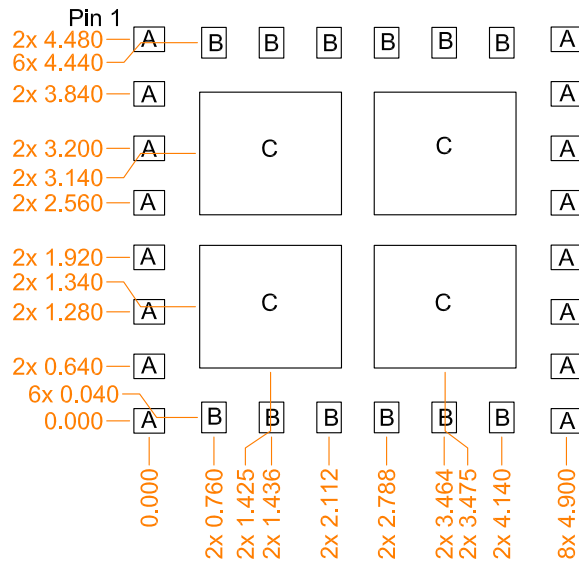 Pin 1
2x 4.480 A B B B B B B A
6x 4.440
2x 3.840 A A
2x 3.200 A C C A
2x 3.140
2x 2.560 A A
2x 1.920 A A
2x 1.340
2x 1.280 A C C A
2x 0.640 A A
6x 0.040
0.000 A B B B B B B A
0.000
2x 0.760
2x 1.425
2x 1.436
2x 2.112
2x 2.788
2x 3.464
2x 3.475
2x 4.140
8x 4.900